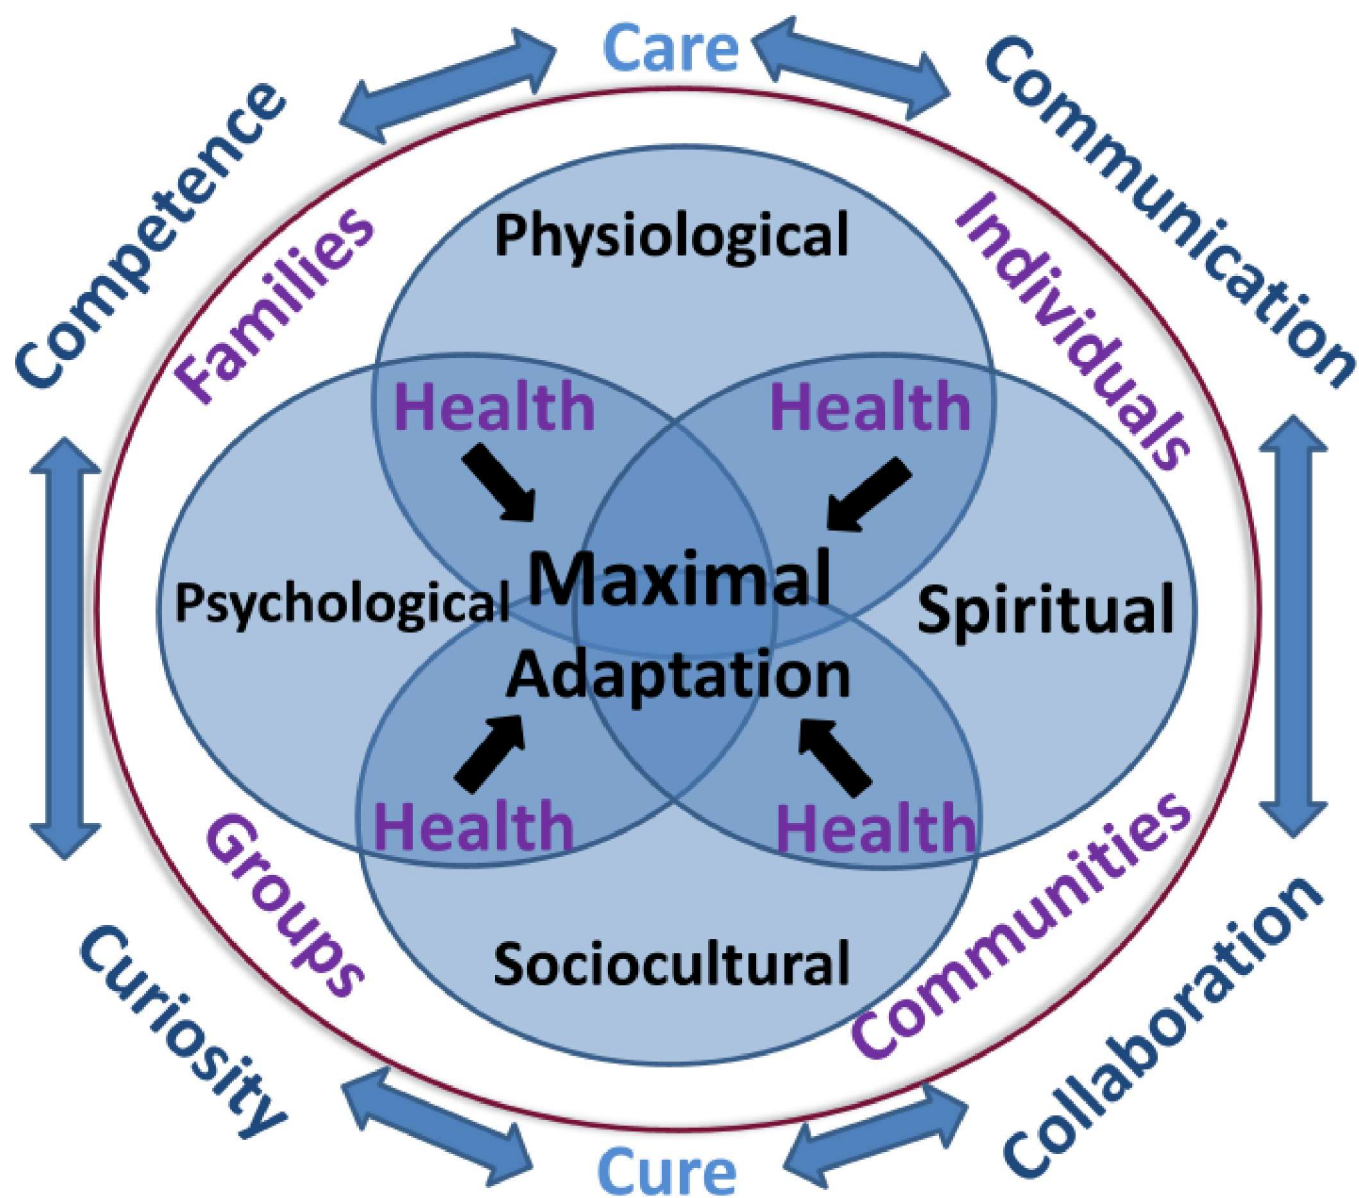 Care
Communication
Competence
Families
Individuals
Physiological
Health
Health
Maximal
Psychological
Spiritual
Adaptation
Health
Health
Groups
Communities
Sociocultural
Curiosity
Collaboration
Cure